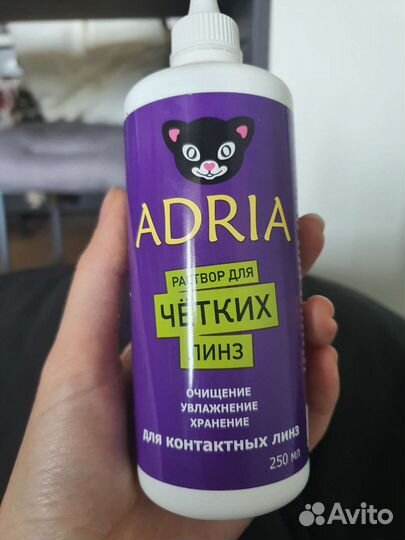 ADRIA
РАСТВОР ДЛЯ
ЧЁТКИХ
ЛИНЗ
ОЧИЩЕНИЕ
УВЛАЖНЕНИЕ
ХРАНЕНИЕ
для контактных линз
250 мл
Avito